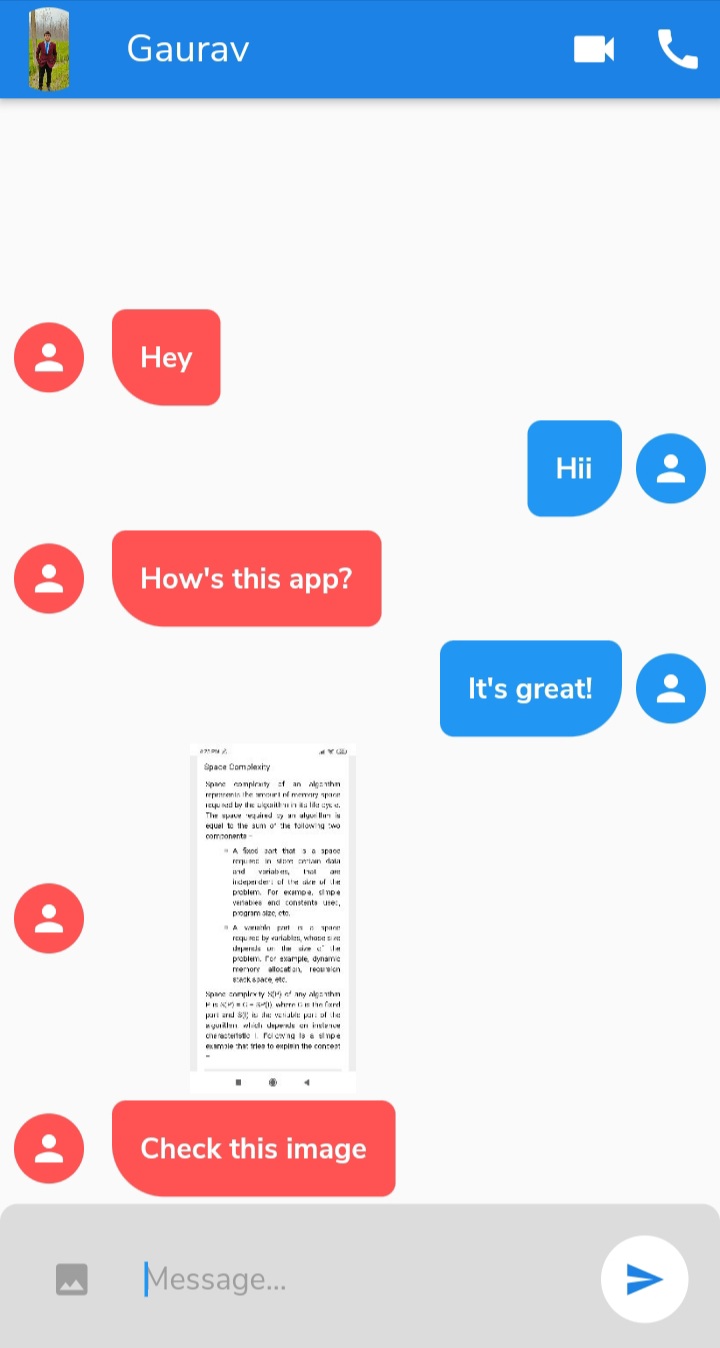 Gaurav
Hey
Hii
How's this app?
It's great!
Space Complexity
Space complexity of an algorithm
represents the amount of memory space
required by the algorithm in its life cycle.
The space required by an algorithm is
equal to the sum of the following two
components −
A fixed part that is a space
required to store certain data
and variables, that are
independent of the size of the
problem. For example, simple
variables and constants used,
program size, etc.
A variable part is a space
required by variables, whose size
depends on the size of the
problem. For example, dynamic
memory allocation, recursion
stack space, etc.
Space complexity S(P) of any algorithm
P is S(P) = C + SP(I) where C is the fixed
part and S(I) is the variable part of the
algorithm which depends on instance
characteristic I. Following is a simple
example that tries to explain the concept
−
Check this image
Message...